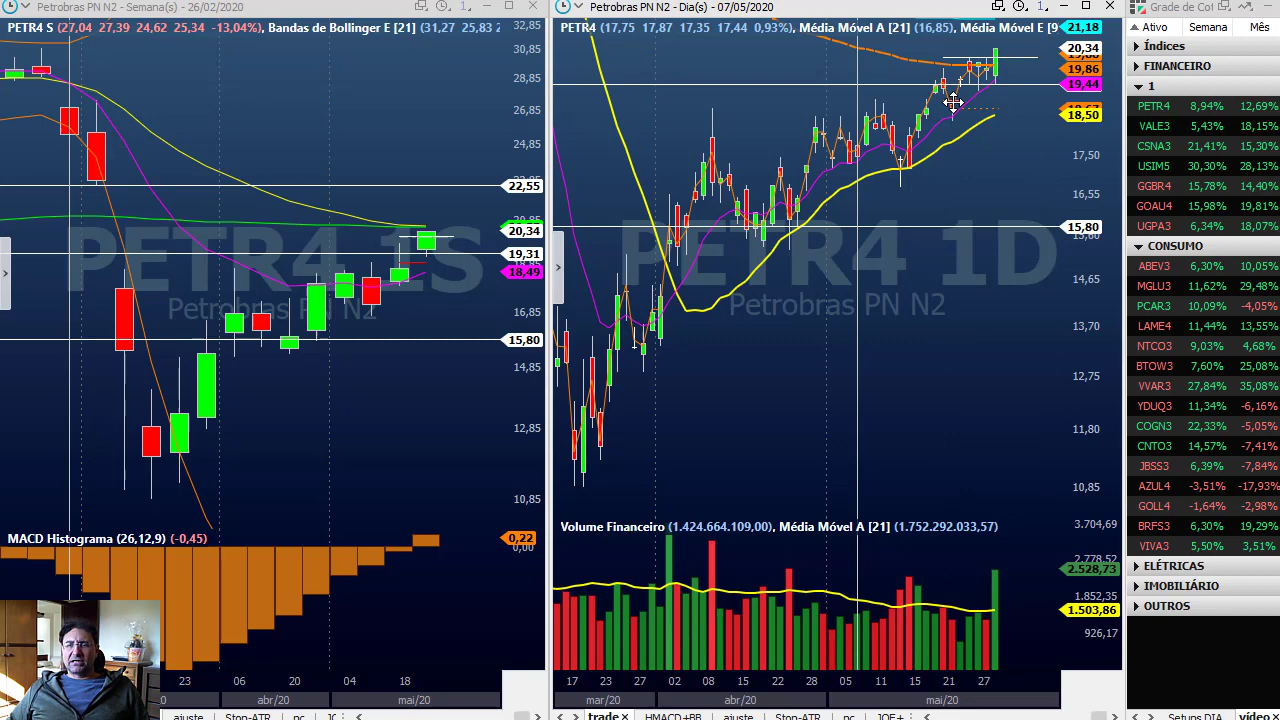 Petrobras PN N2 - Semana(s) - 26/02/2020
PETR4 S (27,04 27,39 24,62 25,34 -13,04%), Bandas de Bollinger E [21] (31,27 25,83 2
32,85
30,85
28,85
26,85
24,85
22,55
20,85
20,34
19,31
18,49
16,85
15,80
14,85
12,85
10,85
PETR4 1S
Petrobras PN N2
MACD Histograma (26,12,9) (-0,45)
0,22
0,00
23
06
20
04
18
abr/20
mai/20
ajuste
Stop-ATR
pc
Petrobras PN N2 - Dia(s) - 07/05/2020
PETR4 (17,75 17,87 17,35 17,44 0,93%), Média Móvel A [21] (16,85), Média Móvel E [9
21,18
20,34
19,86
19,44
18,50
17,50
16,55
15,80
14,65
13,70
12,75
11,80
10,85
PETR4 1D
Petrobras PN N2
Volume Financeiro (1.424.664.109,00), Média Móvel A [21] (1.752.292.033,57)
3.704,69
2.778,52
2.528,73
1.852,35
1.503,86
926,17
17
23
27
02
08
14
22
28
05
11
15
21
27
mar/20
abr/20
mai/20
trade
HMACD+BB
ajuste
Stop-ATR
pc
JOE+
Grade de Cot
Ativo Semana Mês
Índices
FINANCEIRO
1
PETR4 8,94% 12,69%
VALE3 5,43% 18,15%
CSNA3 21,41% 15,30%
USIM5 30,30% 28,13%
GGBR4 15,78% 14,40%
GOAU4 15,98% 19,81%
UGPA3 6,34% 18,07%
CONSUMO
ABEV3 6,30% 10,05%
MGLU3 11,62% 29,48%
PCAR3 10,09% -4,05%
LAME4 11,44% 13,55%
NTCO3 9,03% 4,68%
BTOW3 7,60% 25,08%
VVAR3 27,84% 35,08%
YDUQ3 11,34% -6,16%
COGN3 22,33% -5,05%
CNTO3 14,57% -7,41%
JBSS3 6,39% -7,84%
AZUL4 -3,51% -17,93%
GOLL4 -1,64% -2,98%
BRFS3 6,30% 19,29%
VIVA3 5,50% 3,51%
ELÉTRICAS
IMOBILIÁRIO
OUTROS
Setups DTA
vídeo